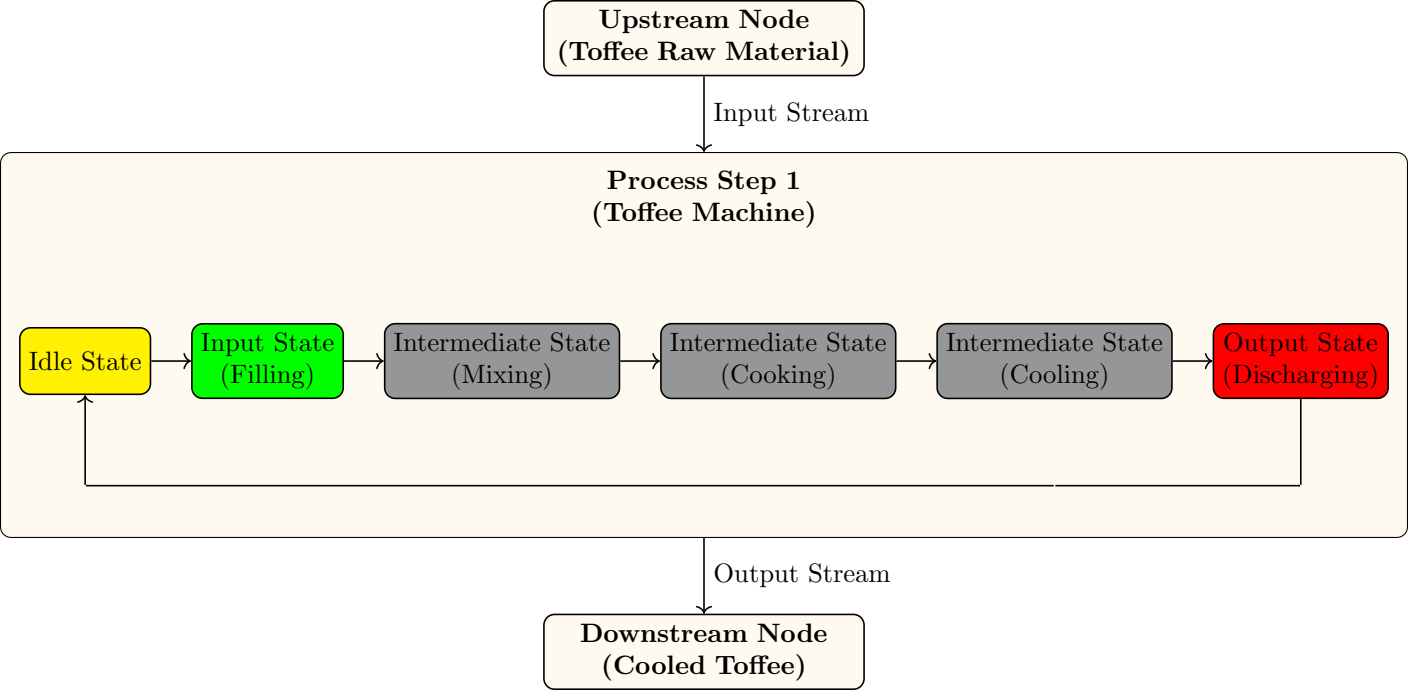 Upstream Node
(Toffee Raw Material)
Input Stream
Process Step 1
(Toffee Machine)
Idle State
Input State
(Filling)
Intermediate State
(Mixing)
Intermediate State
(Cooking)
Intermediate State
(Cooling)
Output State
(Discharging)
Output Stream
Downstream Node
(Cooled Toffee)